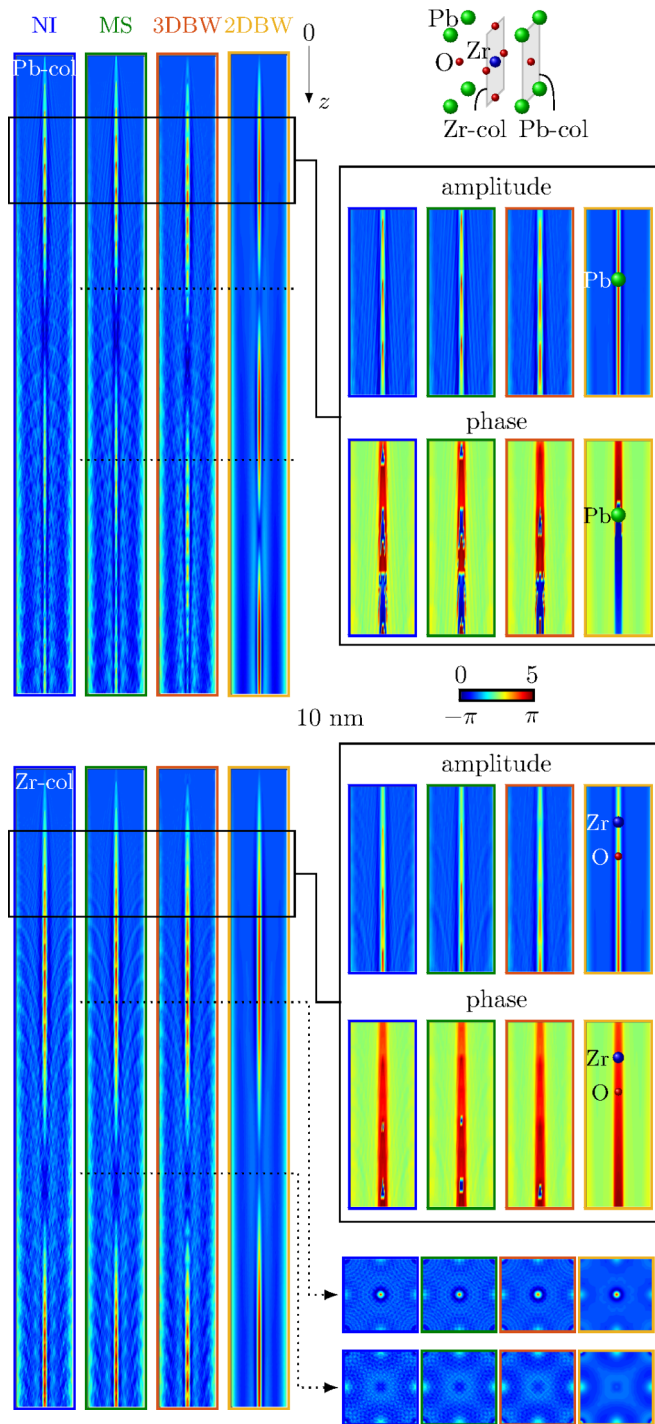 NI MS 3DBW 2DBW 0
z
Pb-col
Pb
O
Zr
Zr-col Pb-col
amplitude
Pb
phase
Pb
0 5
−π π
10 nm
Zr-col
amplitude
Zr
O
phase
Zr
O